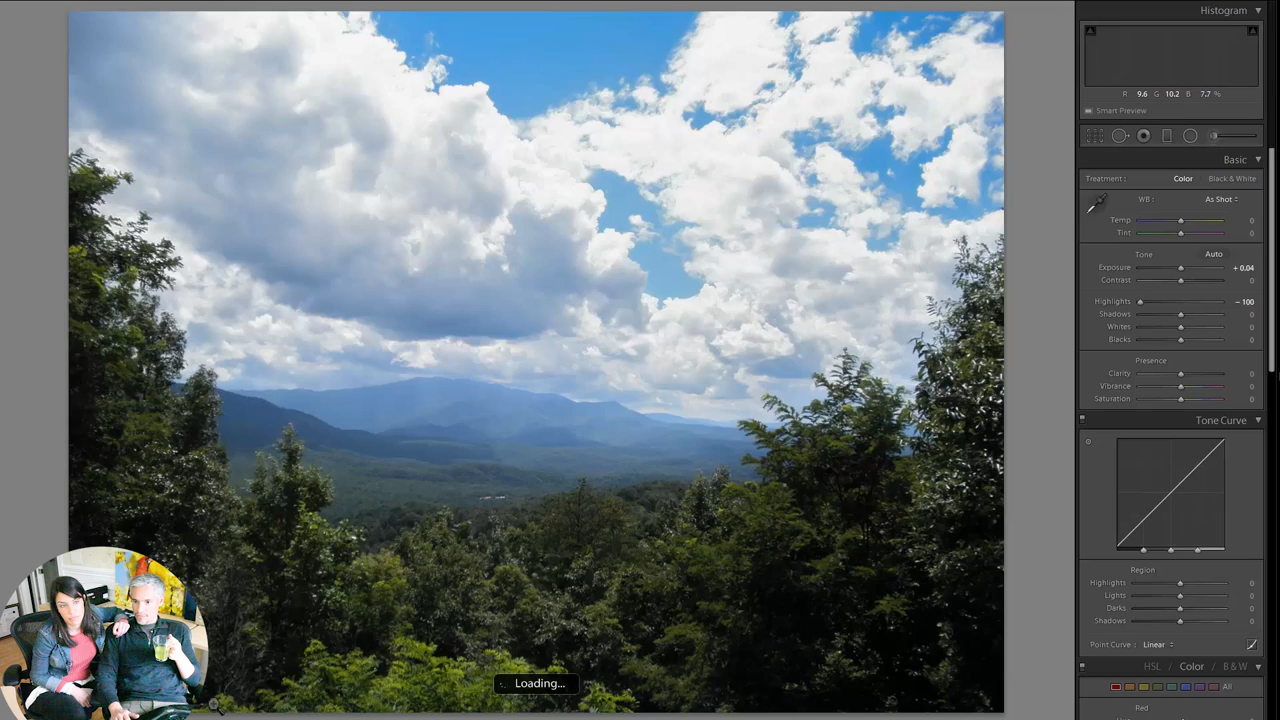 Histogram
R 9.6 G 10.2 B 7.7 %
Smart Preview
Basic
Treatment : Color Black & White
WB : As Shot
Temp 0
Tint 0
Tone Auto
Exposure + 0.04
Contrast 0
Highlights – 100
Shadows 0
Whites 0
Blacks 0
Presence
Clarity 0
Vibrance 0
Saturation 0
Tone Curve
Region
Highlights 0
Lights 0
Darks 0
Shadows 0
Point Curve : Linear
HSL / Color / B & W
All
Red
Hue
Loading...